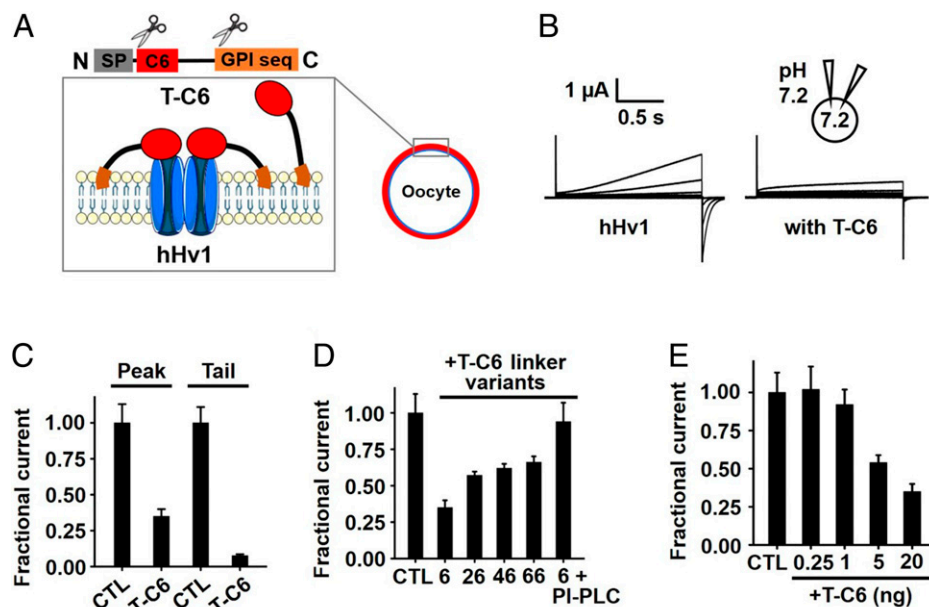 A
N SP C6 GPI seq C
T-C6
hHv1
Oocyte
B
1 µA
0.5 s
pH
7.2
7.2
hHv1
with T-C6
C
Peak Tail
Fractional current
1.00
0.75
0.50
0.25
0.00
CTL T-C6 CTL T-C6
D
+T-C6 linker
variants
Fractional current
1.00
0.75
0.50
0.25
0.00
CTL 6 26 46 66 6 +
PI-PLC
E
Fractional current
1.00
0.75
0.50
0.25
0.00
CTL 0.25 1 5 20
+T-C6 (ng)